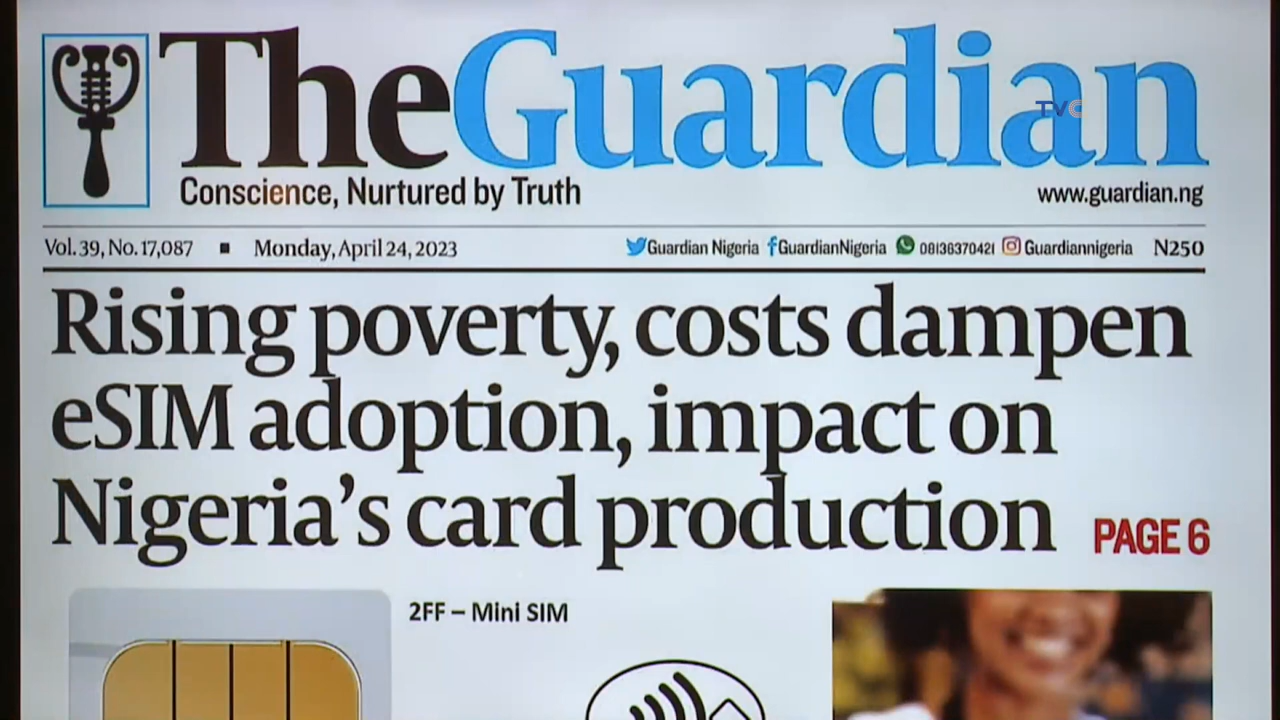 TheGuardian
TVC
Conscience, Nurtured by Truth
www.guardian.ng
Vol. 39, No. 17,087 ■ Monday, April 24, 2023
Guardian Nigeria GuardianNigeria 08136370421 Guardiannigeria N250
Rising poverty, costs dampen
eSIM adoption, impact on
Nigeria's card production
PAGE 6
2FF – Mini SIM